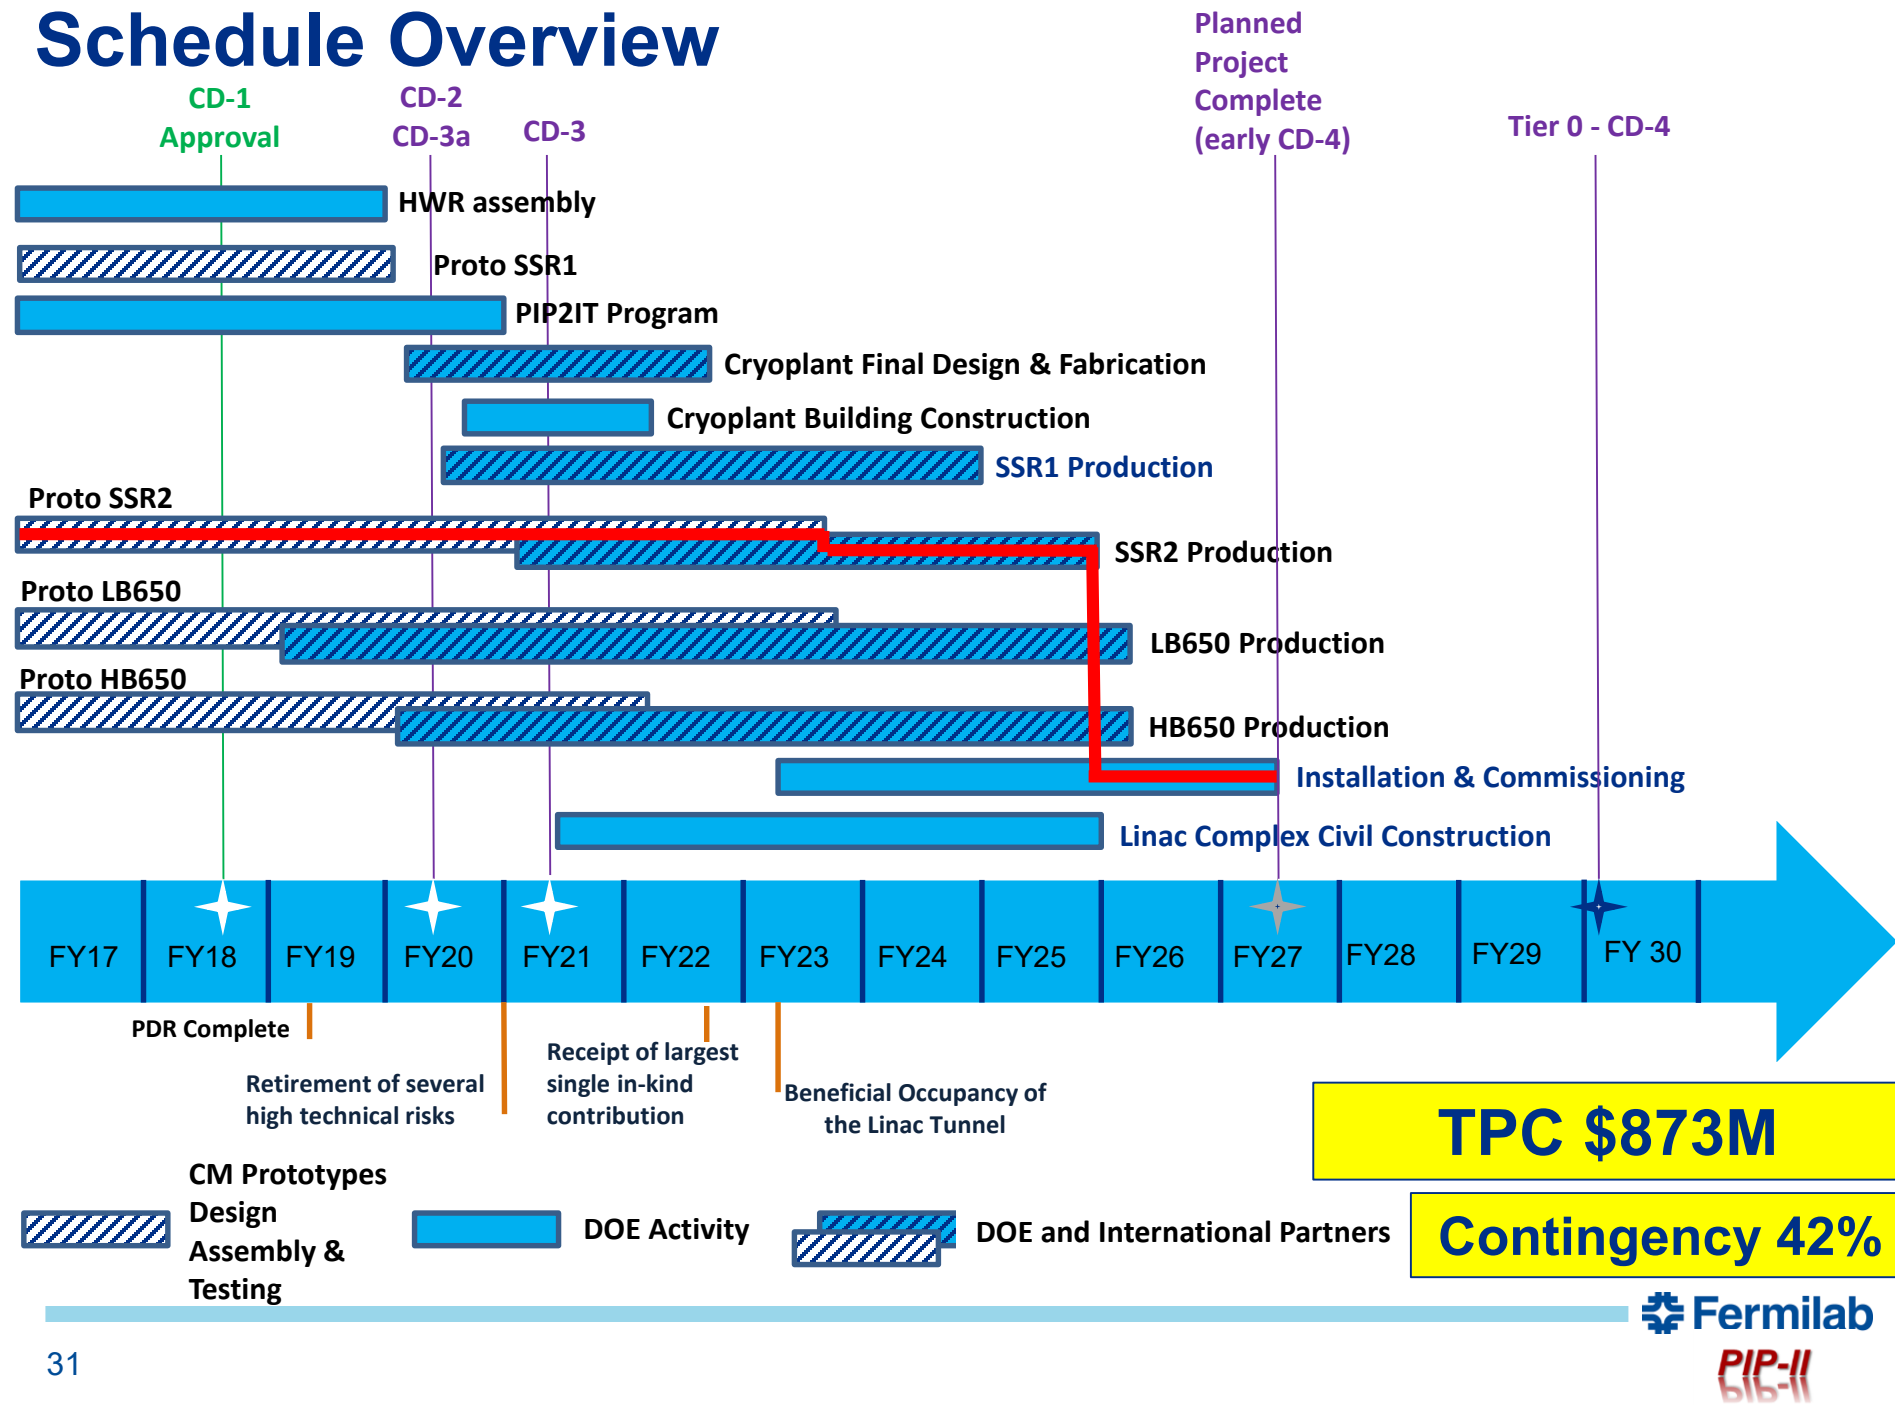 Schedule Overview
Planned
Project
Complete
(early CD-4)
CD-1
Approval
CD-2
CD-3a
CD-3
Tier 0 - CD-4
HWR assembly
Proto SSR1
PIP2IT Program
Cryoplant Final Design & Fabrication
Cryoplant Building Construction
SSR1 Production
Proto SSR2
SSR2 Production
Proto LB650
LB650 Production
Proto HB650
HB650 Production
Installation & Commissioning
Linac Complex Civil Construction
FY17 FY18 FY19 FY20 FY21 FY22 FY23 FY24 FY25 FY26 FY27 FY28 FY29 FY 30
PDR Complete
Retirement of several
high technical risks
Receipt of largest
single in-kind
contribution
Beneficial Occupancy of
the Linac Tunnel
TPC $873M
Contingency 42%
CM Prototypes
Design
Assembly &
Testing
DOE Activity
DOE and International Partners
Fermilab
31
PIP-II